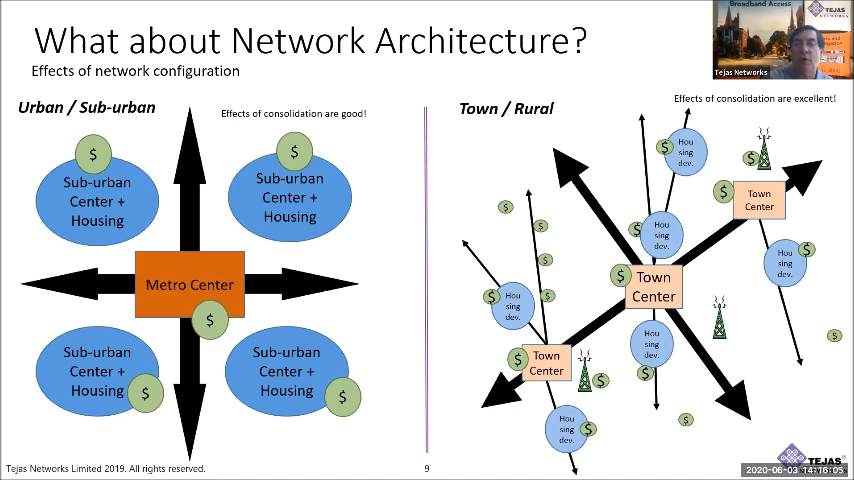 What about Network Architecture?
Effects of network configuration
Broadband Access
TEJAS
NETWORKS
Tejas Networks
Urban / Sub-urban
Effects of consolidation are good!
$
Sub-urban
Center +
Housing
$
Sub-urban
Center +
Housing
Metro Center
$
Sub-urban
Center +
Housing
$
Sub-urban
Center +
Housing
$
Town / Rural
Effects of consolidation are excellent!
$
Hou
sing
dev.
$
$
Town
Center
$
$
$
$
Hou
sing
dev.
$
Hou
sing
dev.
$
$
Town
Center
$
$
Hou
sing
dev.
Hou
sing
dev.
$
$
Town
Center
$
$
$
Hou
sing
dev.
$
Tejas Networks Limited 2019. All rights reserved.
9
TEJAS
2020-06-03 14:16:05